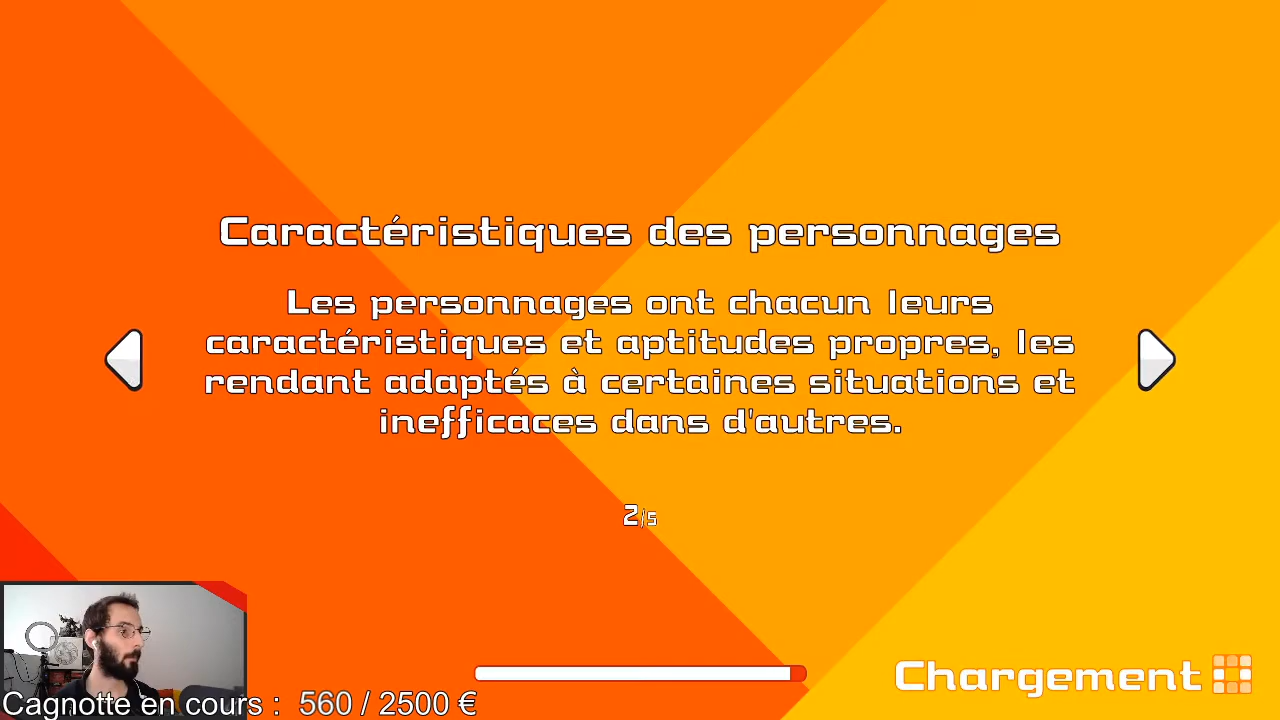 Caractéristiques des personnages
Les personnages ont chacun leurs
caractéristiques et aptitudes propres, les
rendant adaptés à certaines situations et
inefficaces dans d'autres.
2/5
Chargement
Cagnotte en cours : 560 / 2500 €